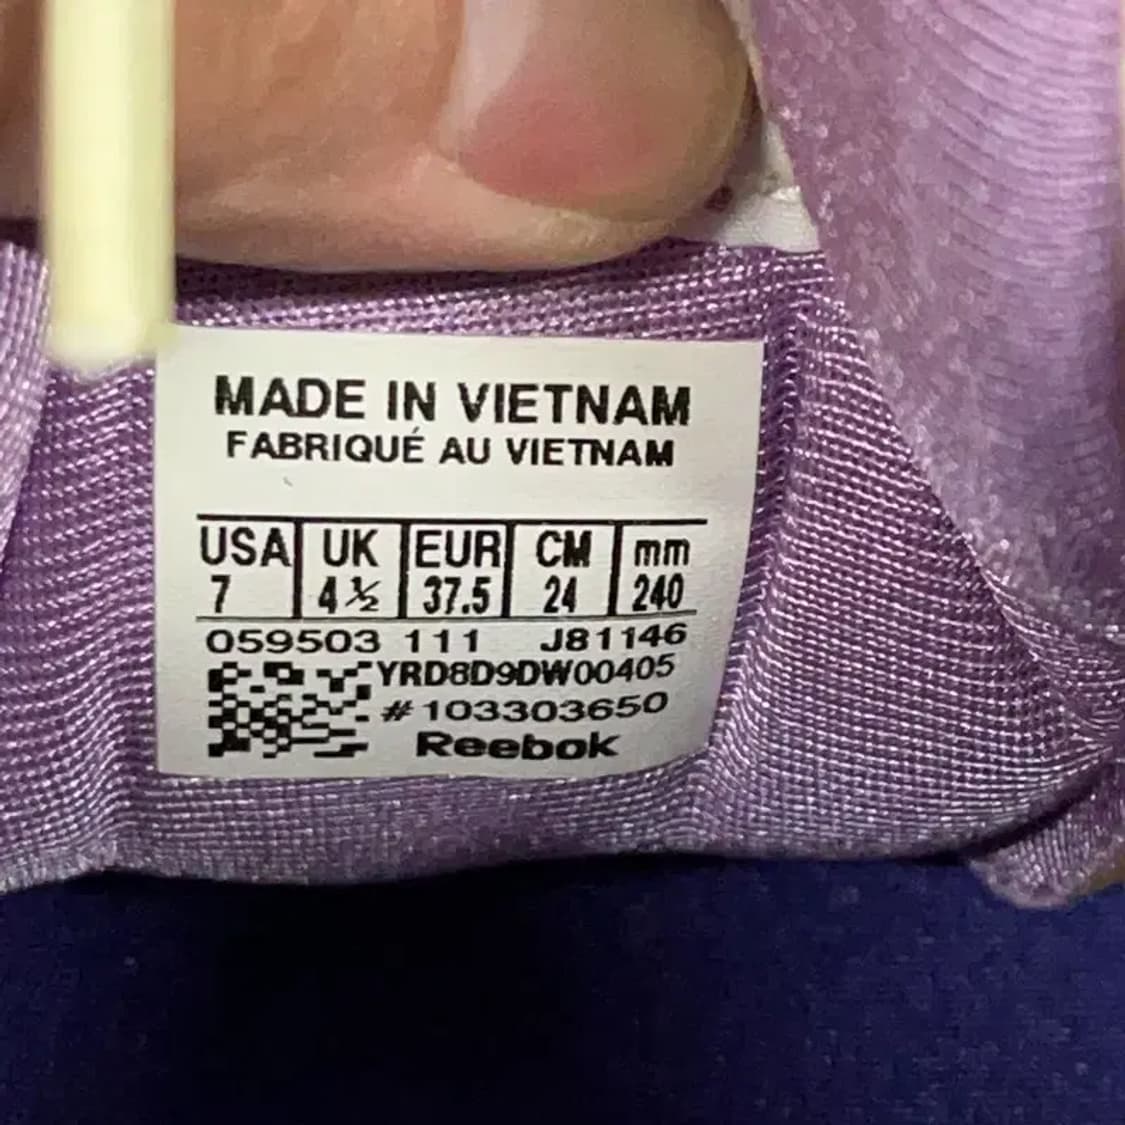 MADE IN VIETNAM
FABRIQUÉ AU VIETNAM
USA UK EUR CM mm
7 4½ 37.5 24 240
059503 111 J81146
YRD8D9DW00405
#103303650
Reebok